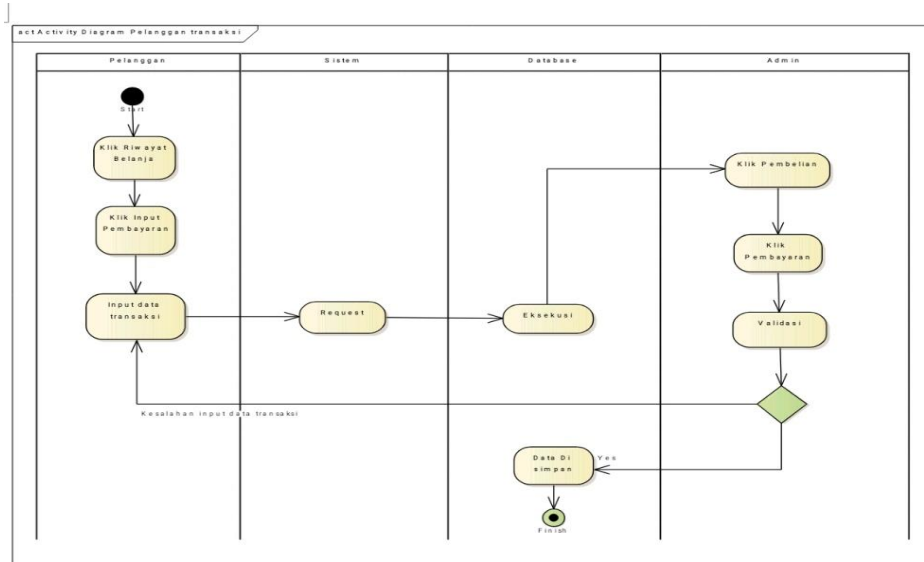 act Activity Diagram Pelanggan transaksi
Pelanggan
Sistem
Database
Admin
Start
Klik Riwayat
Belanja
Klik Input
Pembayaran
Input data
transaksi
Request
Eksekusi
Klik Pembelian
Klik
Pembayaran
Validasi
Kesalahan input data transaksi
Data Di
simpan
Yes
Finish